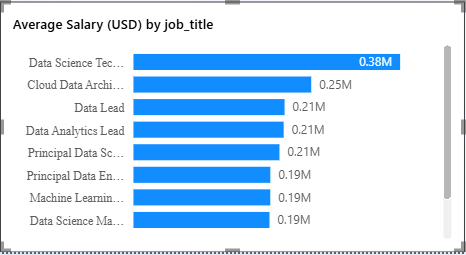 Average Salary (USD) by job_title
Data Science Tec... 0.38M
Cloud Data Archi... 0.25M
Data Lead 0.21M
Data Analytics Lead 0.21M
Principal Data Sc... 0.21M
Principal Data En... 0.19M
Machine Learnin... 0.19M
Data Science Ma... 0.19M